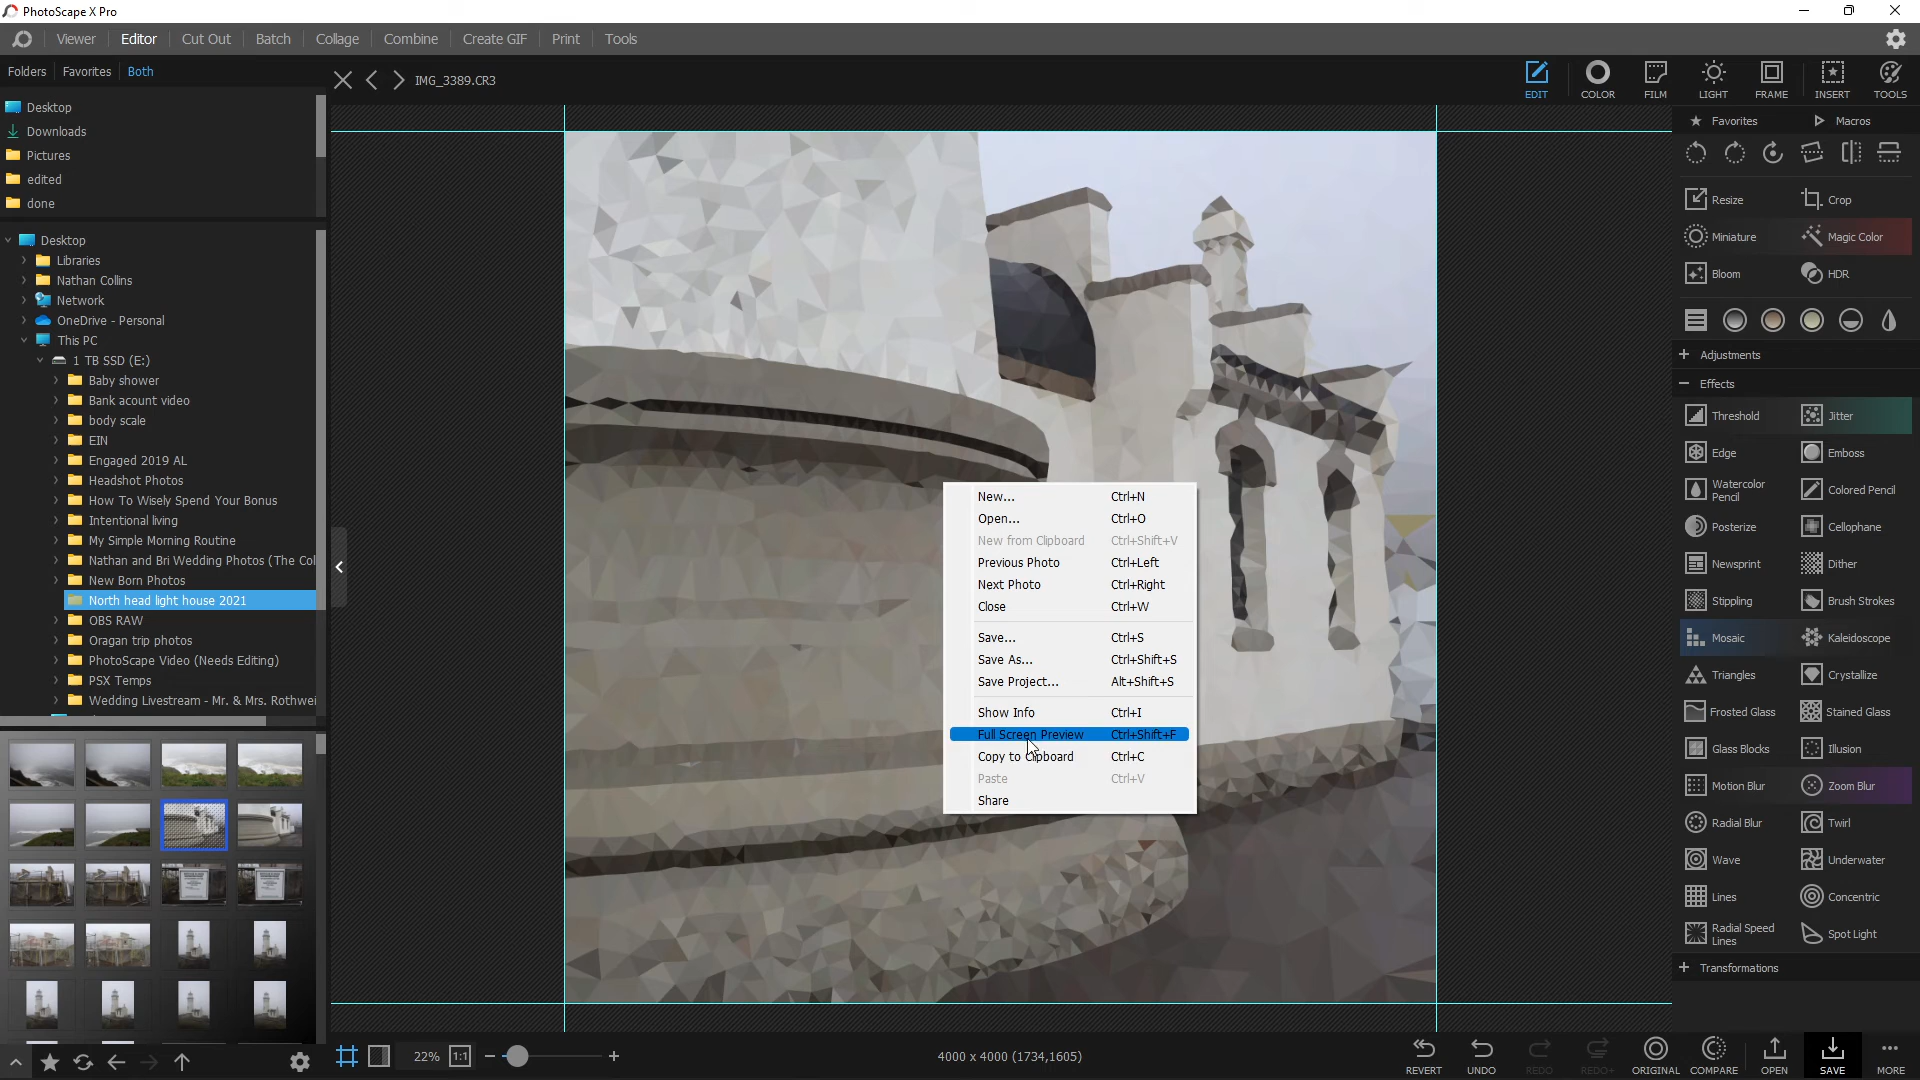 PhotoScape X Pro
Viewer Editor Cut Out Batch Collage Combine Create GIF Print Tools
Folders Favorites Both
IMG_3389.CR3
EDIT COLOR FILM LIGHT FRAME INSERT TOOLS
Desktop
Downloads
Pictures
edited
done
Desktop
Libraries
Nathan Collins
Network
OneDrive - Personal
This PC
1 TB SSD (E:)
Baby shower
Bank acount video
body scale
EIN
Engaged 2019 AL
Headshot Photos
How To Wisely Spend Your Bonus
Intentional living
My Simple Morning Routine
Nathan and Bri Wedding Photos (The Col
New Born Photos
North head light house 2021
OBS RAW
Oragan trip photos
PhotoScape Video (Needs Editing)
PSX Temps
Wedding Livestream - Mr. & Mrs. Rothwei
New... Ctrl+N
Open... Ctrl+O
New from Clipboard Ctrl+Shift+V
Previous Photo Ctrl+Left
Next Photo Ctrl+Right
Close Ctrl+W
Save... Ctrl+S
Save As... Ctrl+Shift+S
Save Project... Alt+Shift+S
Show Info Ctrl+I
Full Screen Preview Ctrl+Shift+F
Copy to Clipboard Ctrl+C
Paste Ctrl+V
Share
Favorites Macros
Resize Crop
Miniature Magic Color
Bloom HDR
Adjustments
Effects
Threshold Jitter
Edge Emboss
Watercolor
Pencil
Colored Pencil
Posterize Cellophane
Newsprint Dither
Stippling Brush Strokes
Mosaic Kaleidoscope
Triangles Crystallize
Frosted Glass Stained Glass
Glass Blocks Illusion
Motion Blur Zoom Blur
Radial Blur Twirl
Wave Underwater
Lines Concentric
Radial Speed
Lines
Spot Light
Transformations
22% 1:1
4000 x 4000 (1734,1605)
REVERT UNDO REDO REDO+ ORIGINAL COMPARE OPEN SAVE MORE